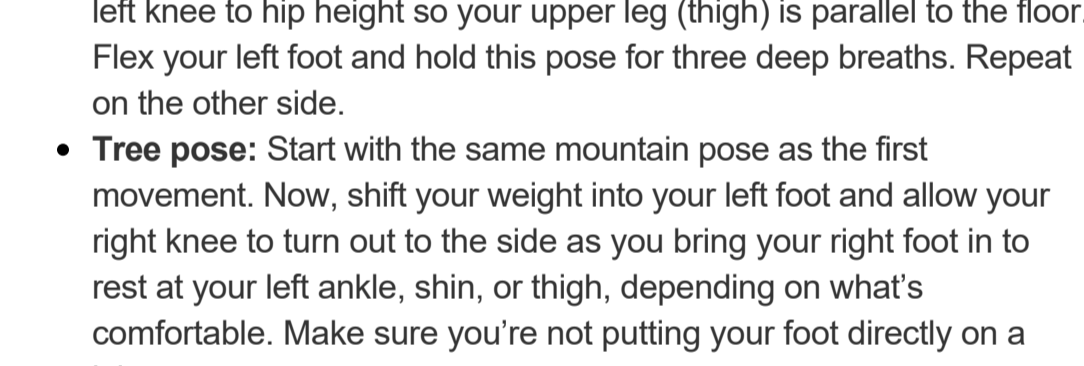 left knee to hip height so your upper leg (thigh) is parallel to the floor.
Flex your left foot and hold this pose for three deep breaths. Repeat
on the other side.
• Tree pose: Start with the same mountain pose as the first
movement. Now, shift your weight into your left foot and allow your
right knee to turn out to the side as you bring your right foot in to
rest at your left ankle, shin, or thigh, depending on what’s
comfortable. Make sure you’re not putting your foot directly on a